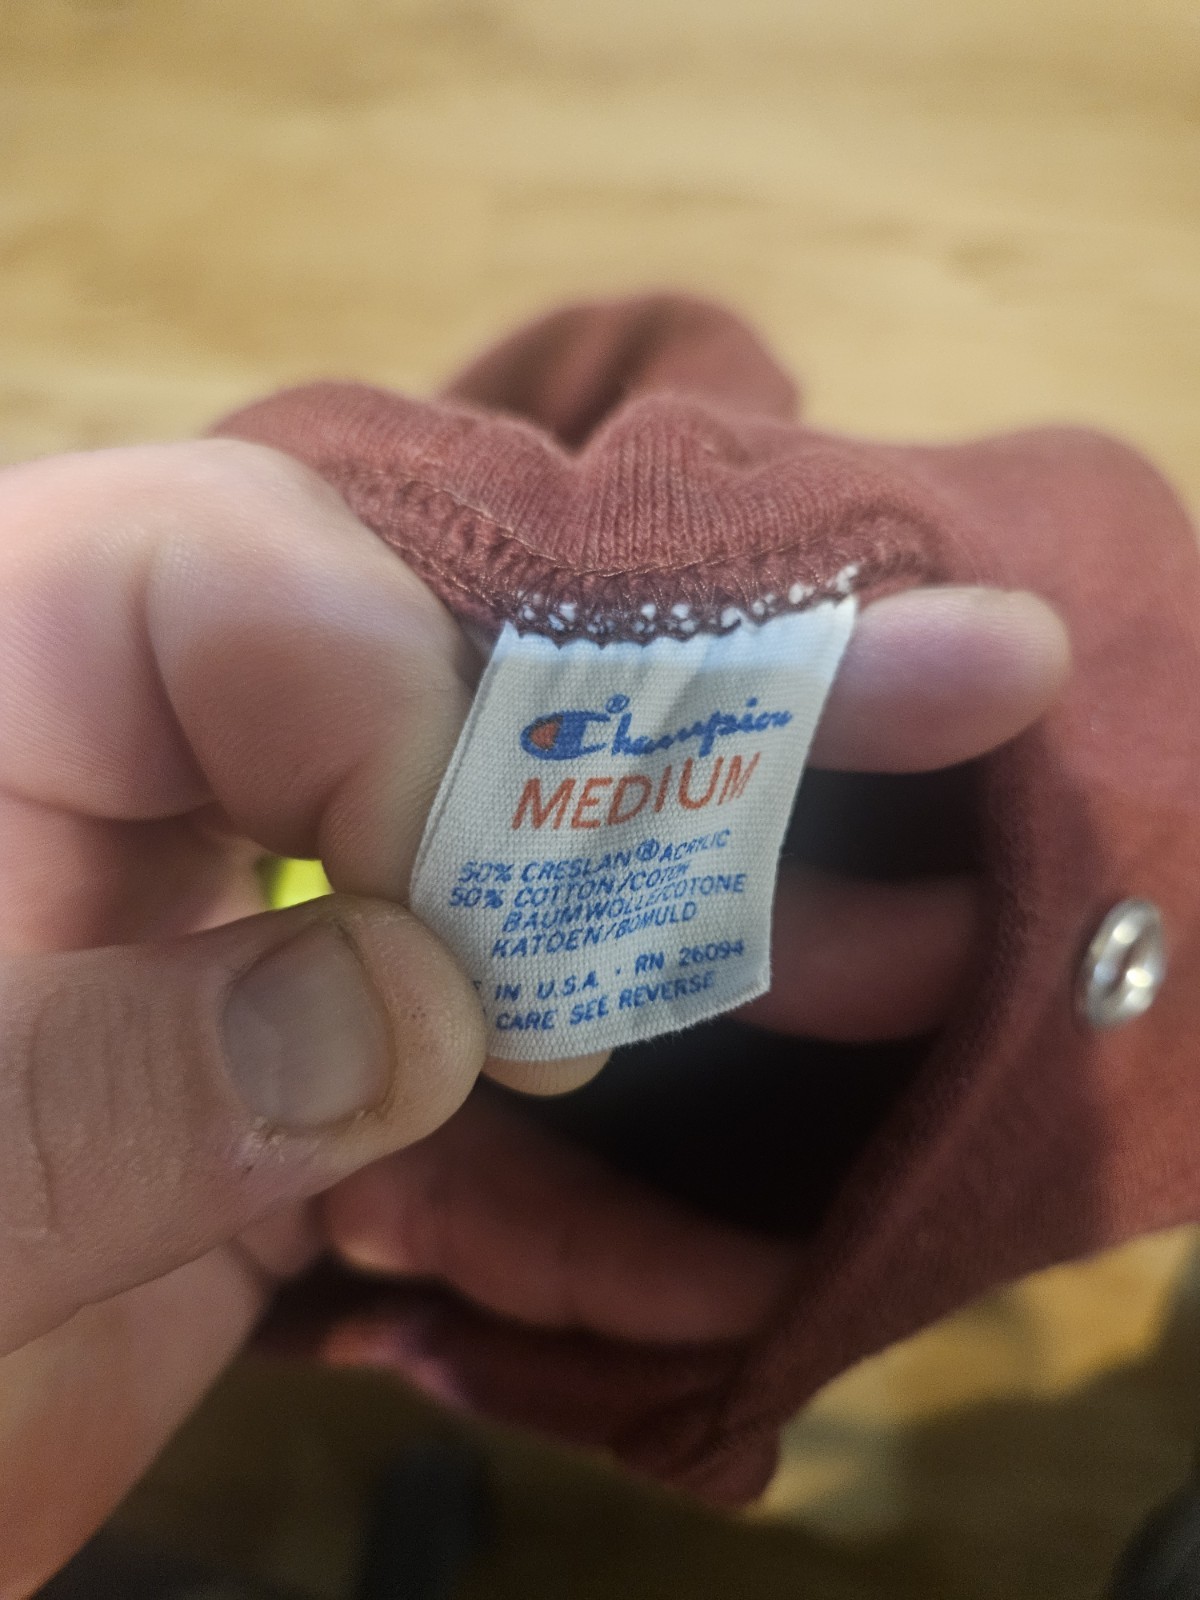 Champion®
MEDIUM
50% CRESLAN® ACRYLIC
50% COTTON/COTON
BAUMWOLLE/COTONE
KATOEN/BOMULD
IN U.S.A. · RN 26094
CARE SEE REVERSE